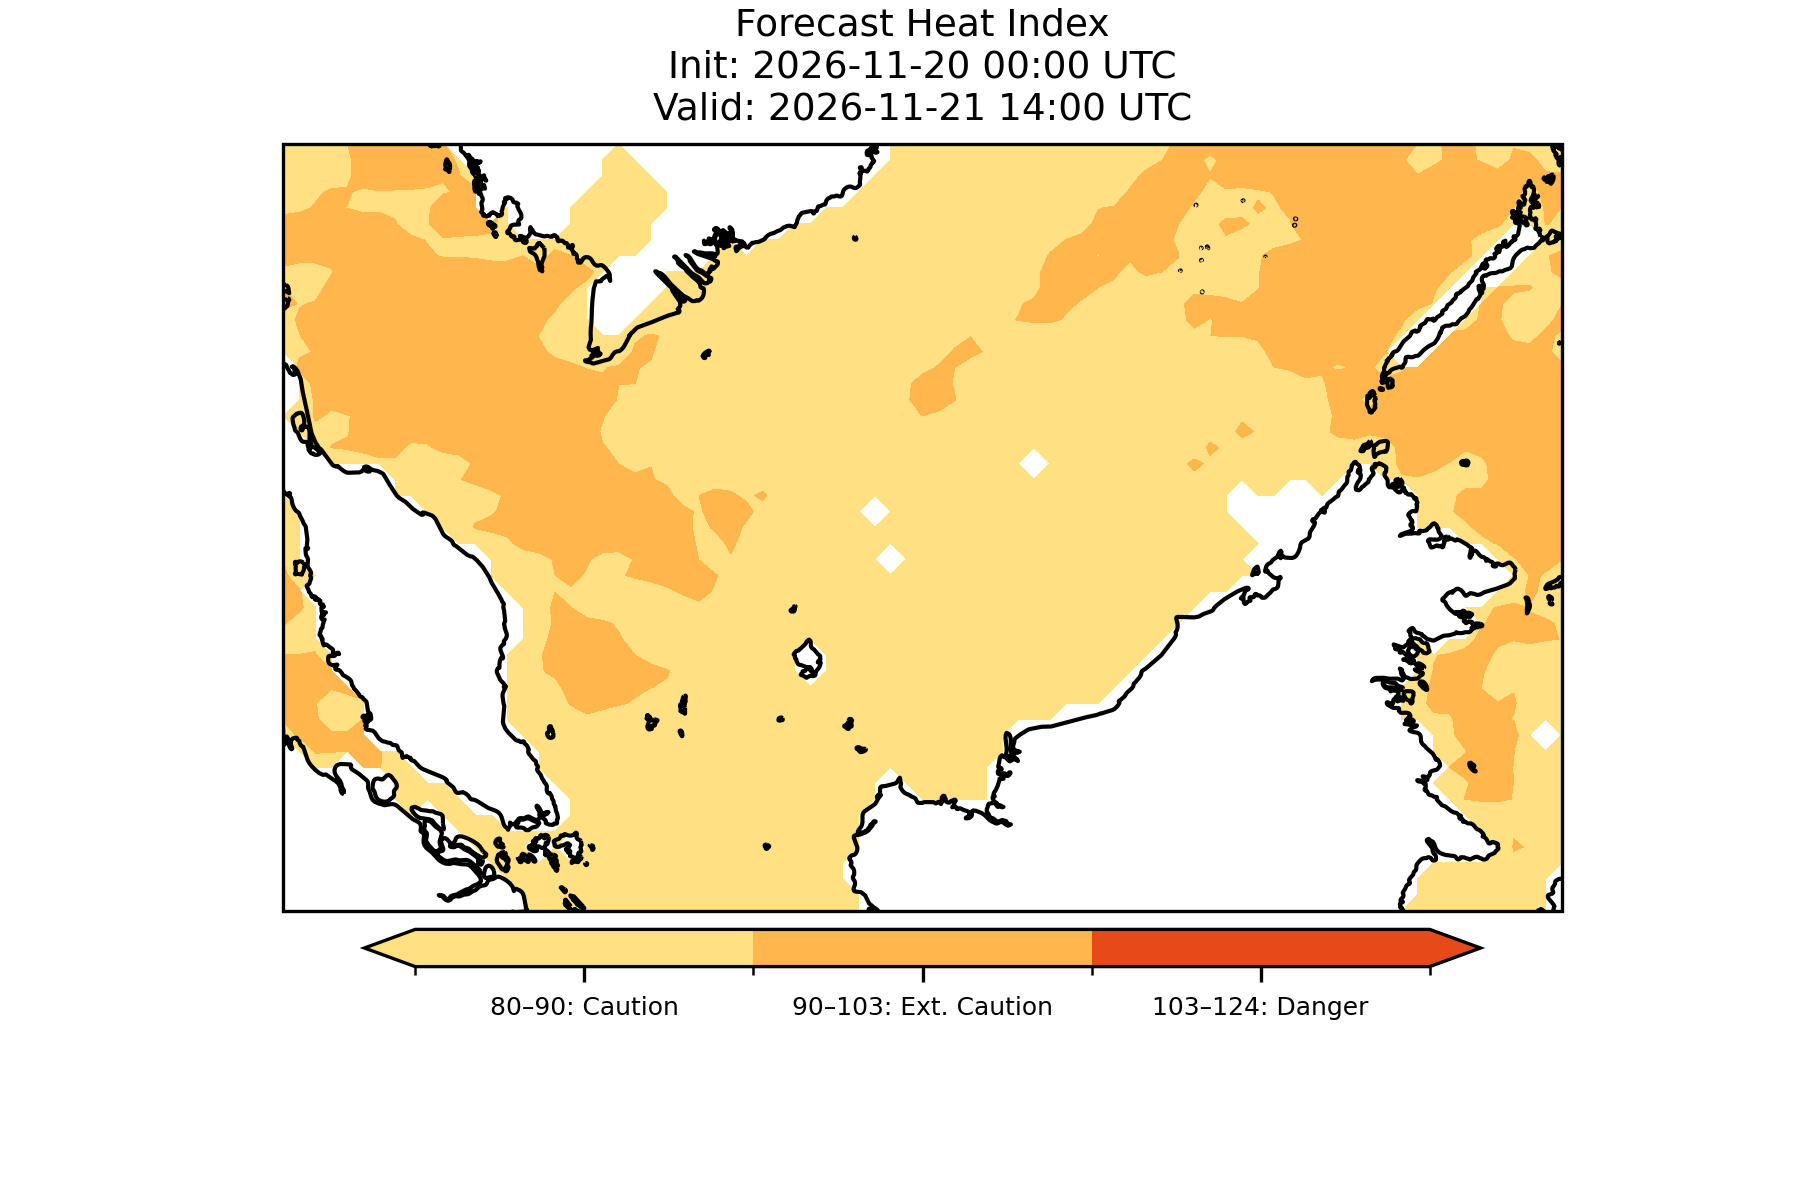 Forecast Heat Index
Init: 2026-11-20 00:00 UTC
Valid: 2026-11-21 14:00 UTC
80–90: Caution
90–103: Ext. Caution
103–124: Danger